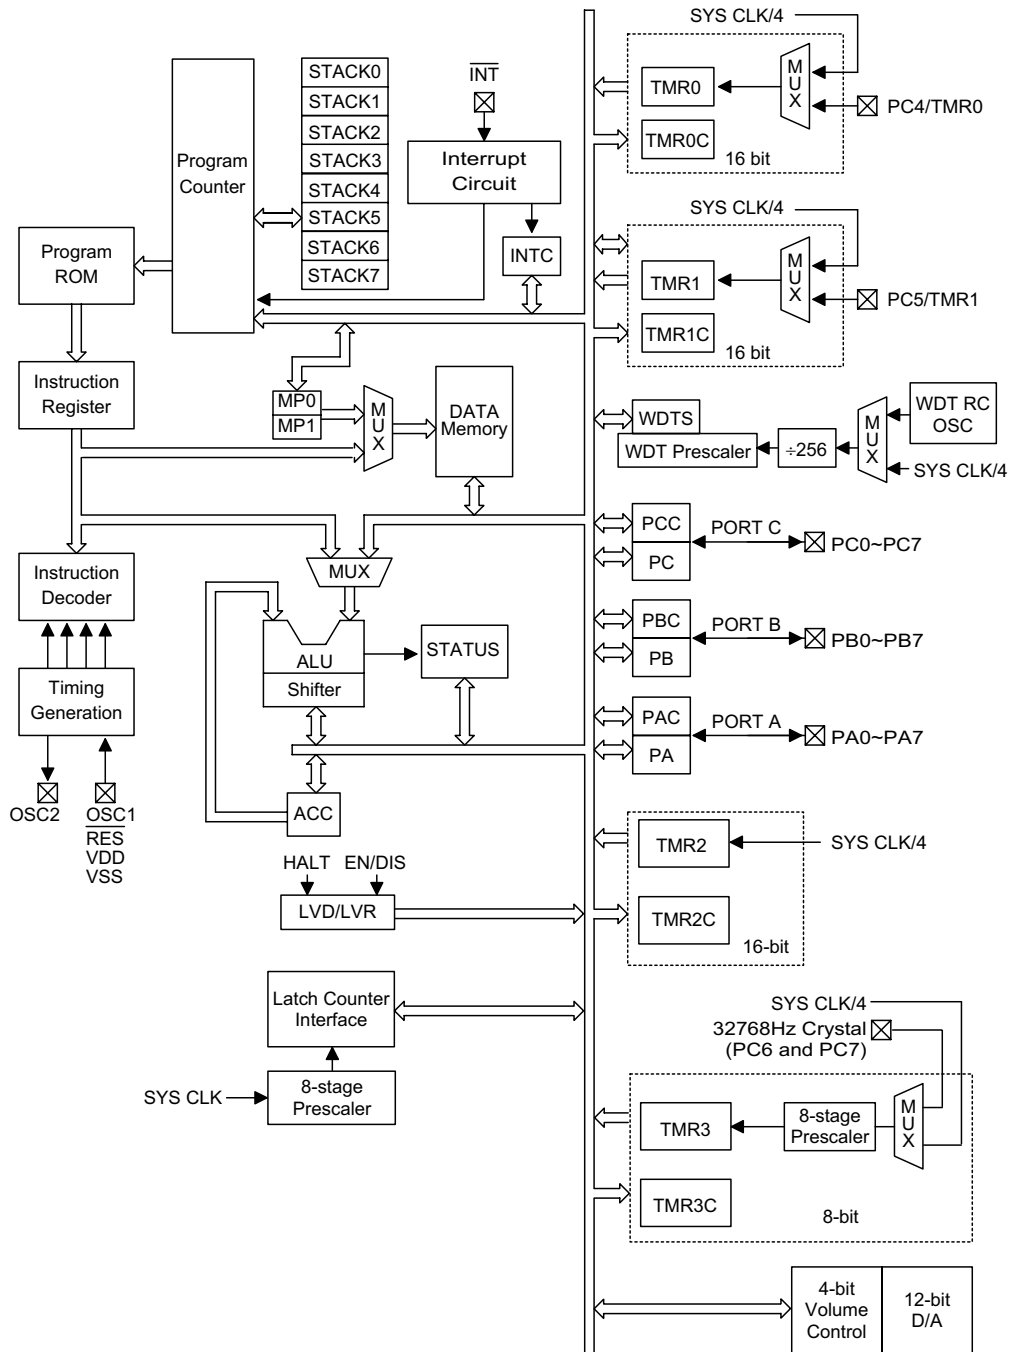 SYS CLK/4
STACK0
STACK1
STACK2
STACK3
STACK4
STACK5
STACK6
STACK7
Program
Counter
INT
Interrupt
Circuit
INTC
TMR0
TMR0C
MUX
16 bit
PC4/TMR0
SYS CLK/4
TMR1
TMR1C
MUX
16 bit
PC5/TMR1
Program
ROM
Instruction
Register
MP0
MP1
MUX
DATA
Memory
WDTS
WDT Prescaler
÷256
MUX
WDT RC
OSC
SYS CLK/4
PCC
PC
PORT C
PC0~PC7
Instruction
Decoder
MUX
ALU
Shifter
STATUS
PBC
PB
PORT B
PB0~PB7
Timing
Generation
PAC
PA
PORT A
PA0~PA7
OSC2
OSC1
RES
VDD
VSS
ACC
TMR2
SYS CLK/4
TMR2C
16-bit
HALT
EN/DIS
LVD/LVR
Latch Counter
Interface
SYS CLK
8-stage
Prescaler
SYS CLK/4
32768Hz Crystal
(PC6 and PC7)
TMR3
8-stage
Prescaler
MUX
TMR3C
8-bit
4-bit
Volume
Control
12-bit
D/A